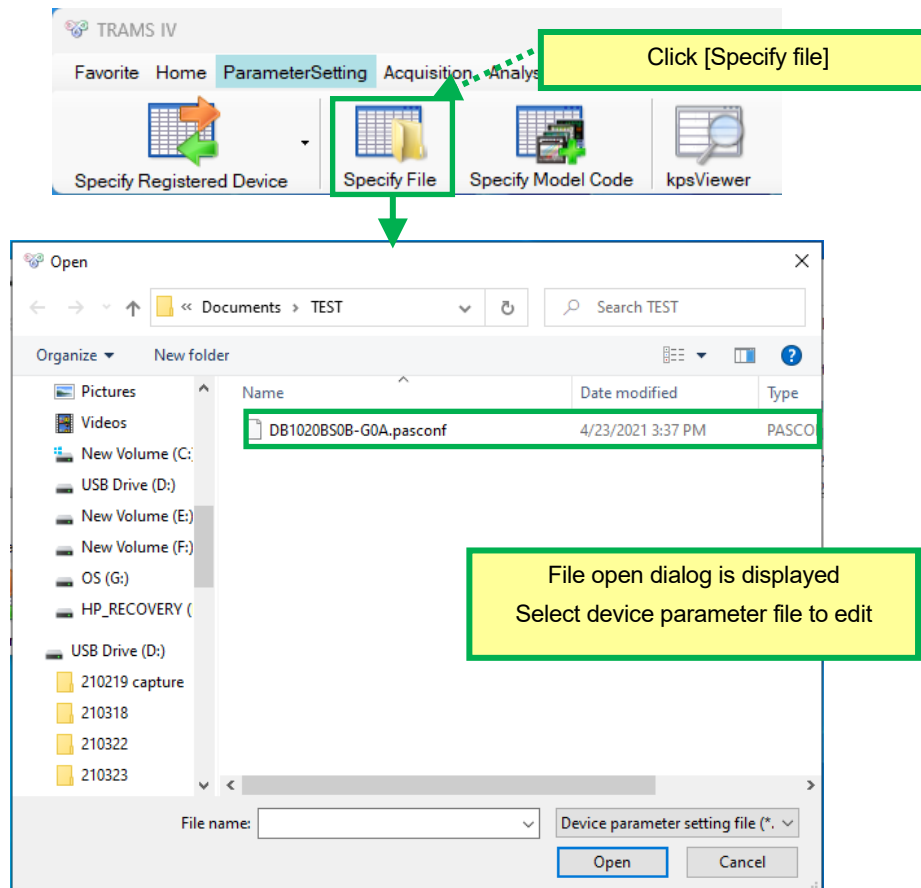 TRAMS IV
Favorite Home ParameterSetting Acquisition Analys
Click [Specify file]
Specify Registered Device
Specify File
Specify Model Code
kpsViewer
Open
« Documents > TEST
Search TEST
Organize
New folder
Name
Date modified
Type
Pictures
Videos
New Volume (C:
USB Drive (D:)
New Volume (E:)
New Volume (F:)
OS (G:)
HP_RECOVERY (
USB Drive (D:)
210219 capture
210318
210322
210323
DB1020BS0B-G0A.pasconf
4/23/2021 3:37 PM
PASCO
File open dialog is displayed
Select device parameter file to edit
File name:
Device parameter setting file (*.
Open
Cancel